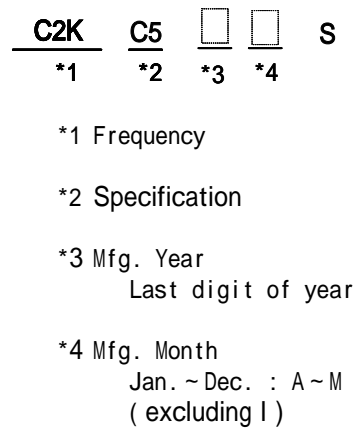 C2K C5 S
*1 *2 *3 *4
*1 Frequency
*2 Specification
*3 Mfg. Year
Last digit of year
*4 Mfg. Month
Jan. ~ Dec. : A ~ M
( excluding I )